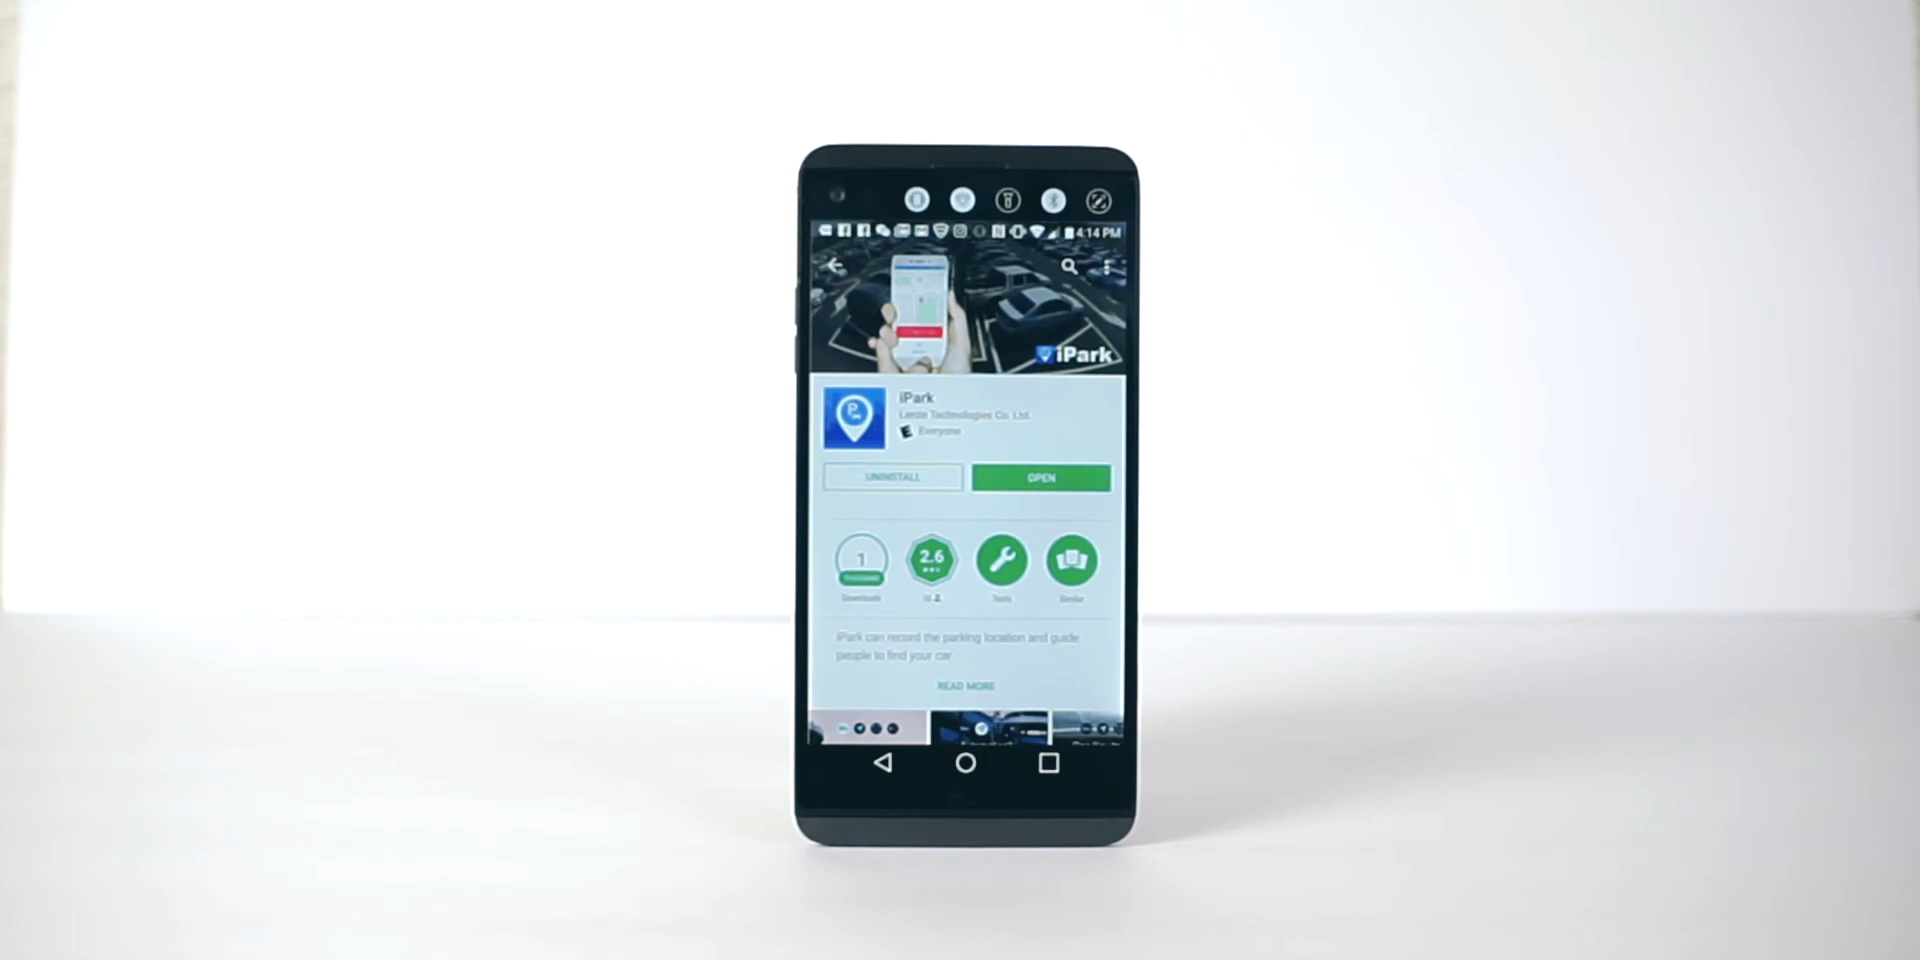 4:14 PM
iPark
iPark
Lenze Technologies Co. Ltd.
Everyone
UNINSTALL
OPEN
1
THOUSAND
2.6
Downloads
Tools
Similar
iPark can record the parking location and guide
people to find your car
READ MORE